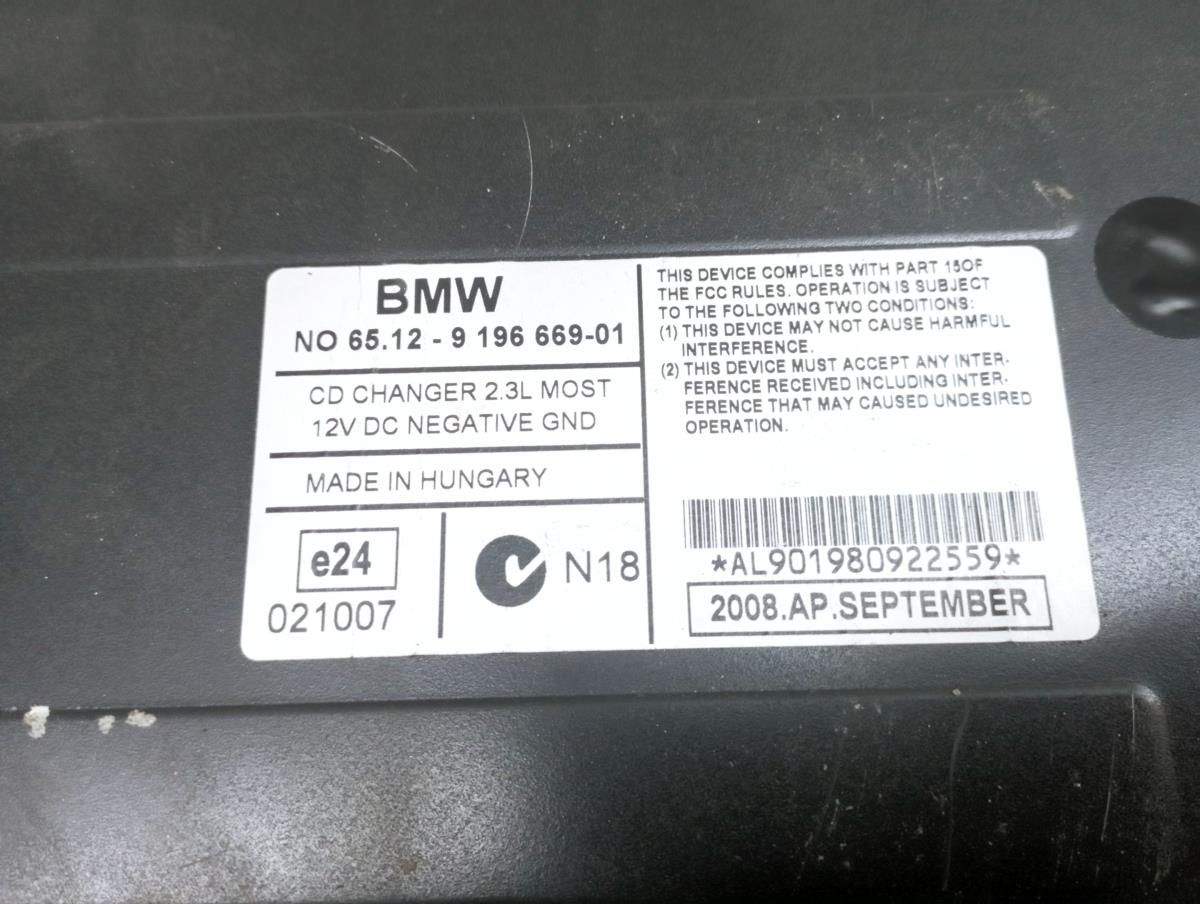 BMW
NO 65.12 - 9 196 669-01
CD CHANGER 2.3L MOST
12V DC NEGATIVE GND
MADE IN HUNGARY
e24
021007
N18
THIS DEVICE COMPLIES WITH PART 15OF
THE FCC RULES. OPERATION IS SUBJECT
TO THE FOLLOWING TWO CONDITIONS:
(1) THIS DEVICE MAY NOT CAUSE HARMFUL
INTERFERENCE.
(2) THIS DEVICE MUST ACCEPT ANY INTER-
FERENCE RECEIVED INCLUDING INTER-
FERENCE THAT MAY CAUSED UNDESIRED
OPERATION.
*AL901980922559*
2008.AP.SEPTEMBER